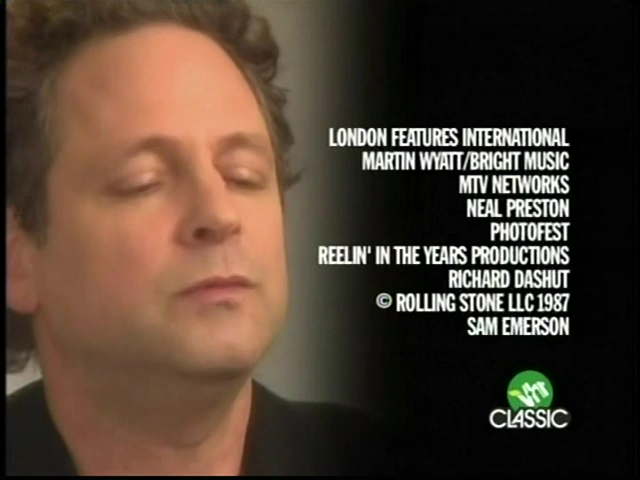 LONDON FEATURES INTERNATIONAL
MARTIN WYATT/BRIGHT MUSIC
MTV NETWORKS
NEAL PRESTON
PHOTOFEST
REELIN' IN THE YEARS PRODUCTIONS
RICHARD DASHUT
© ROLLING STONE LLC 1987
SAM EMERSON
VH1
CLASSIC